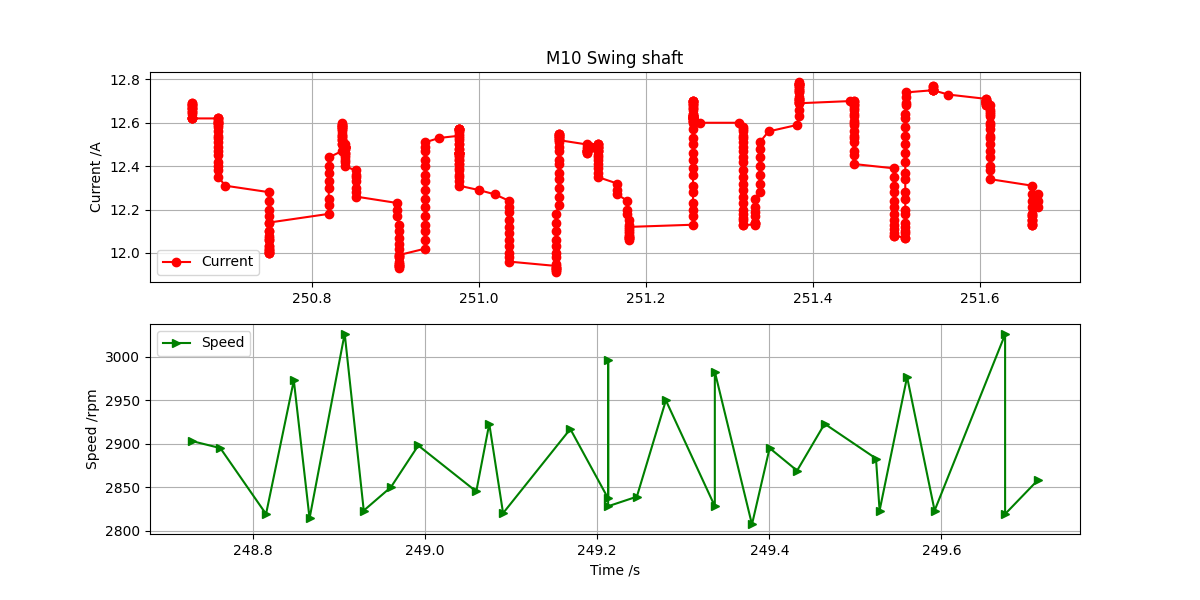 M10 Swing shaft
12.8
12.6
12.4
12.2
12.0
Current /A
Current
250.8 251.0 251.2 251.4 251.6
3000
2950
2900
2850
2800
Speed /rpm
Speed
248.8 249.0 249.2 249.4 249.6
Time /s